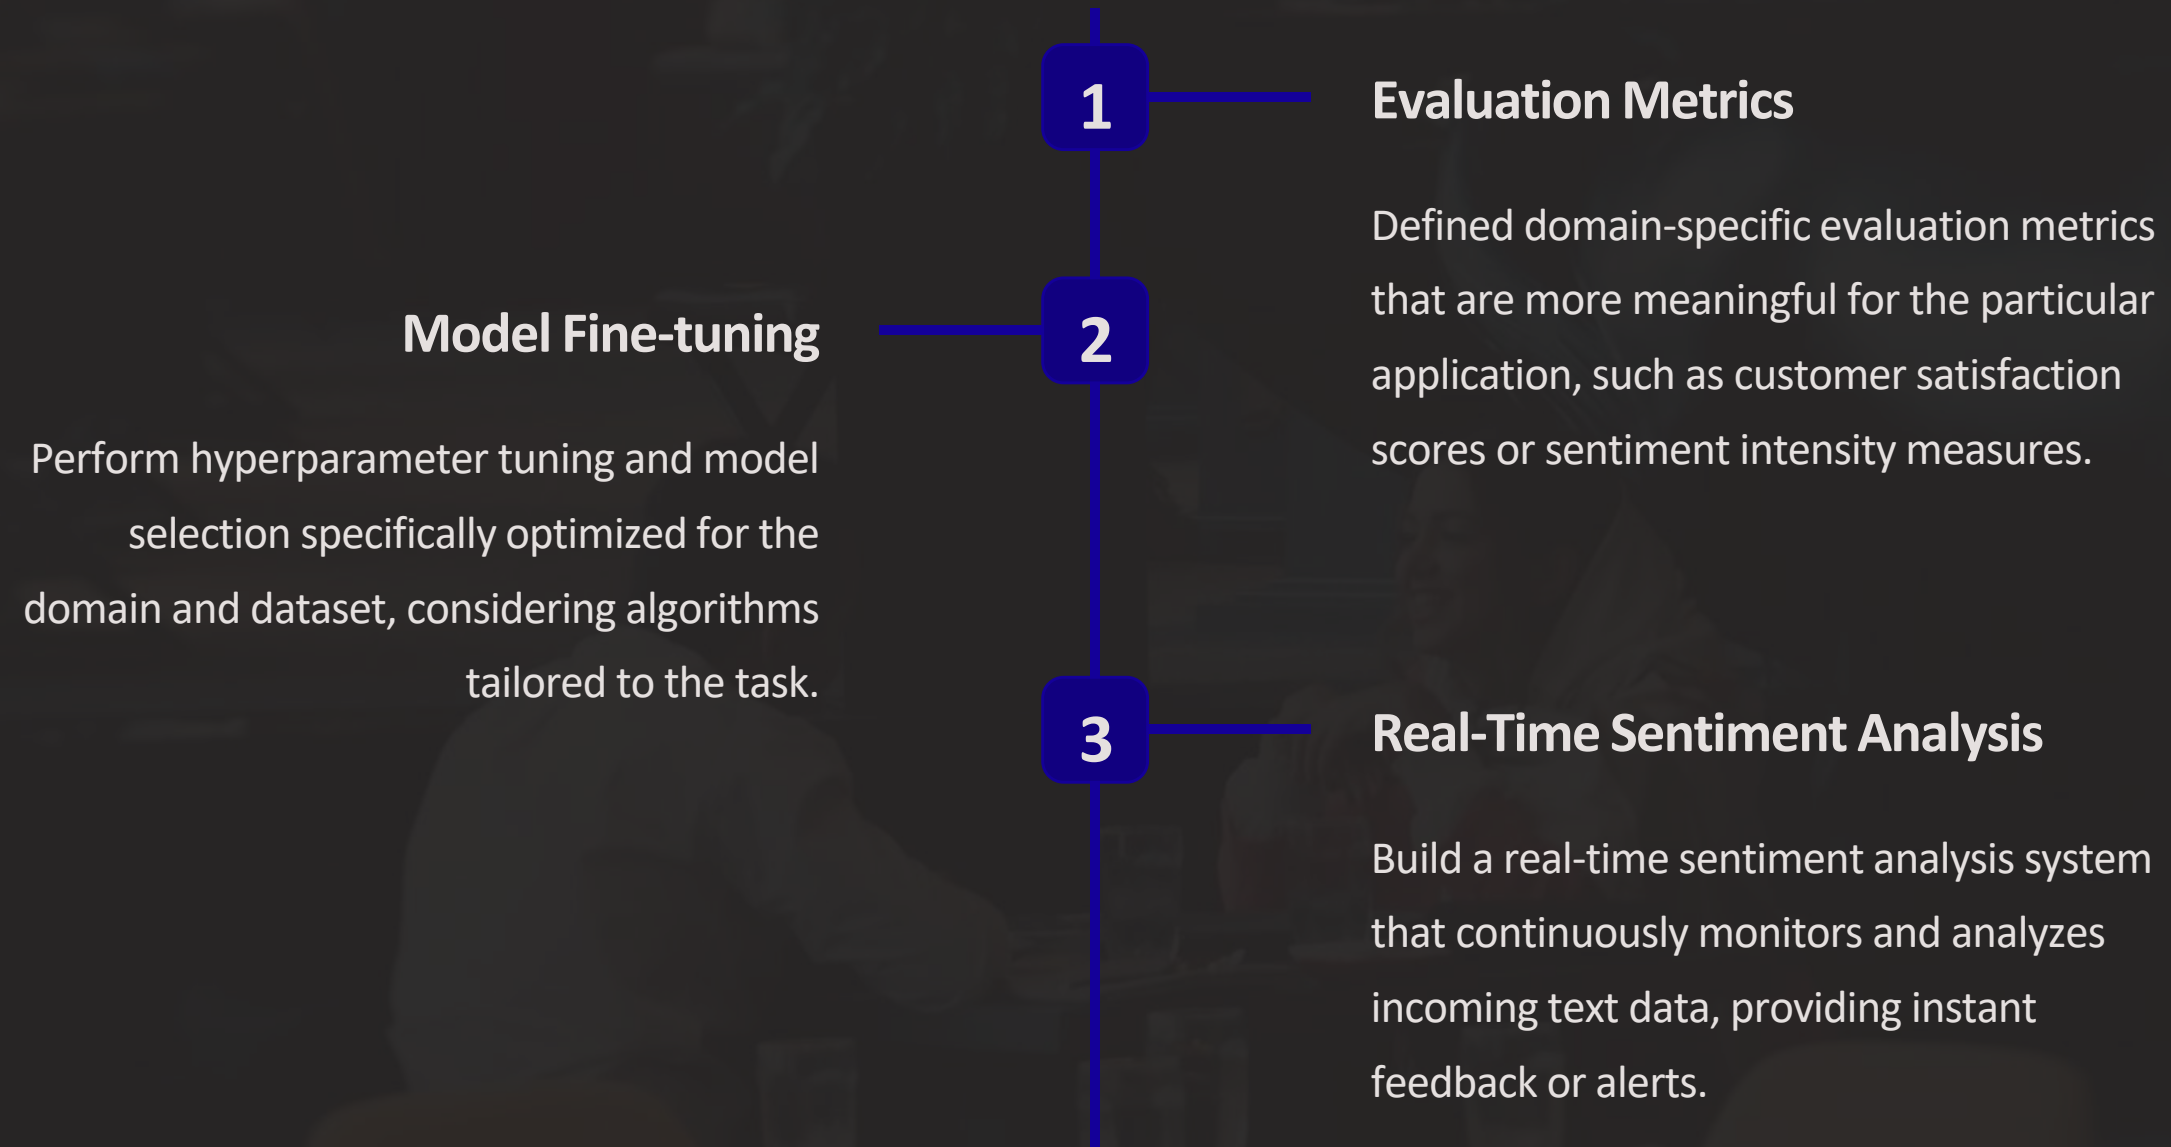 1
Evaluation Metrics
Defined domain-specific evaluation metrics
that are more meaningful for the particular
application, such as customer satisfaction
scores or sentiment intensity measures.
2
Model Fine-tuning
Perform hyperparameter tuning and model
selection specifically optimized for the
domain and dataset, considering algorithms
tailored to the task.
3
Real-Time Sentiment Analysis
Build a real-time sentiment analysis system
that continuously monitors and analyzes
incoming text data, providing instant
feedback or alerts.